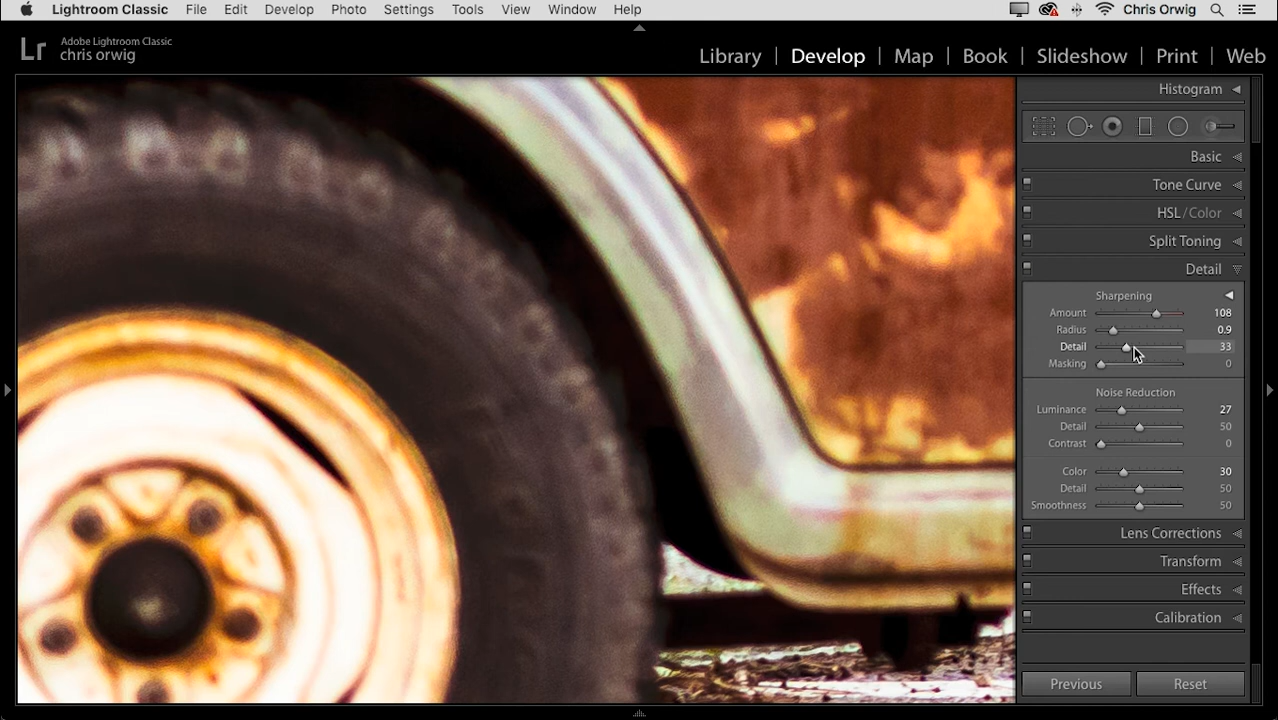 Lightroom Classic File Edit Develop Photo Settings Tools View Window Help Chris Orwig
Lr Adobe Lightroom Classic
chris orwig
Library | Develop | Map | Book | Slideshow | Print | Web
Histogram
Basic
Tone Curve
HSL / Color
Split Toning
Detail
Sharpening
Amount 108
Radius 0.9
Detail 33
Masking 0
Noise Reduction
Luminance 27
Detail 50
Contrast 0
Color 30
Detail 50
Smoothness 50
Lens Corrections
Transform
Effects
Calibration
Previous Reset